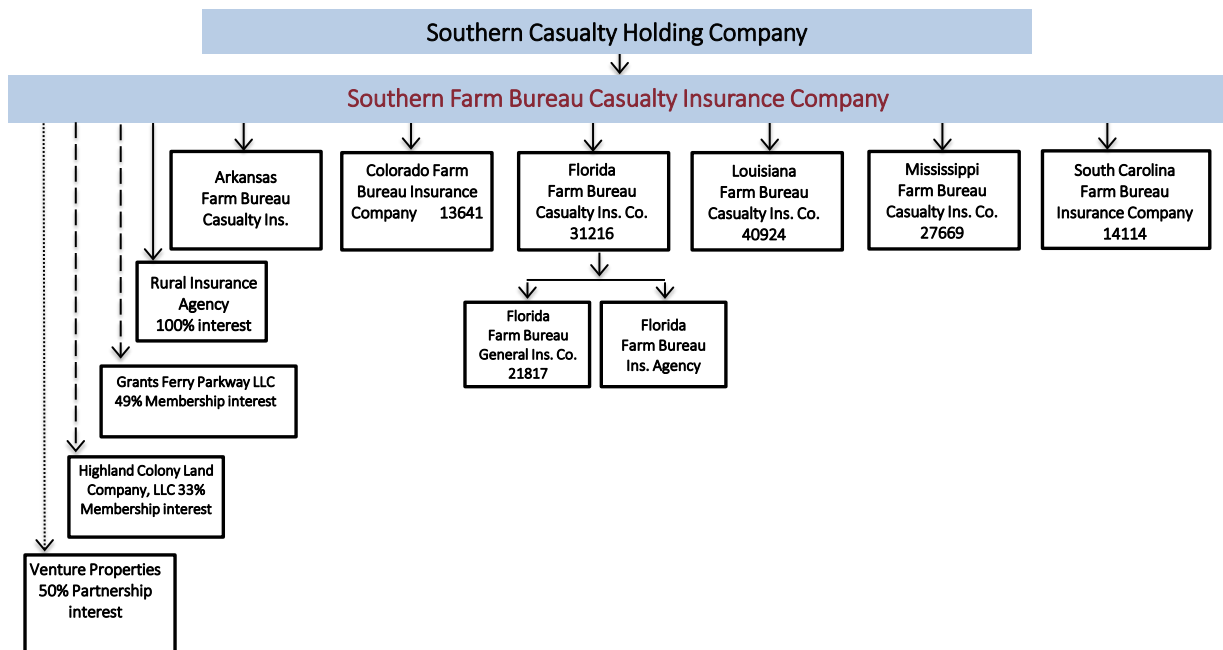 Southern Casualty Holding Company
Southern Farm Bureau Casualty Insurance Company
Arkansas
Farm Bureau
Casualty Ins.
Colorado Farm
Bureau Insurance
Company 13641
Florida
Farm Bureau
Casualty Ins. Co.
31216
Louisiana
Farm Bureau
Casualty Ins. Co.
40924
Mississippi
Farm Bureau
Casualty Ins. Co.
27669
South Carolina
Farm Bureau
Insurance Company
14114
Rural Insurance
Agency
100% interest
Florida
Farm Bureau
General Ins. Co.
21817
Florida
Farm Bureau
Ins. Agency
Grants Ferry Parkway LLC
49% Membership interest
Highland Colony Land
Company, LLC 33%
Membership interest
Venture Properties
50% Partnership
interest